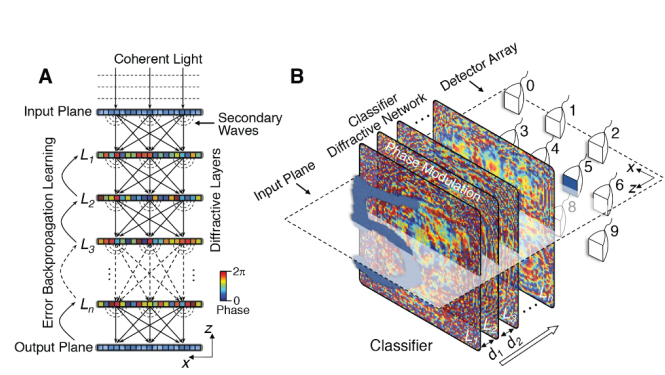 A
Coherent Light
Input Plane
Secondary
Waves
L1
L2
L3
Ln
Error Backpropagation Learning
Diffractive Layers
2π
0
Phase
Output Plane
z
x
B
Detector Array
Classifier
Diffractive Network
Input Plane
Phase Modulation
0
1
2
3
4
5
6
8
9
x
z
Classifier
d1
d2